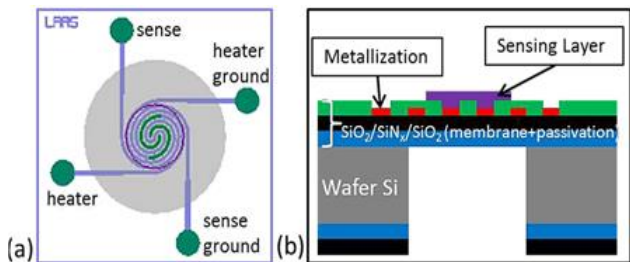 LAAS
sense
heater
ground
heater
sense
ground
(a)
Metallization
Sensing Layer
SiO₂/SiNₓ/SiO₂ (membrane+passivation)
Wafer Si
(b)